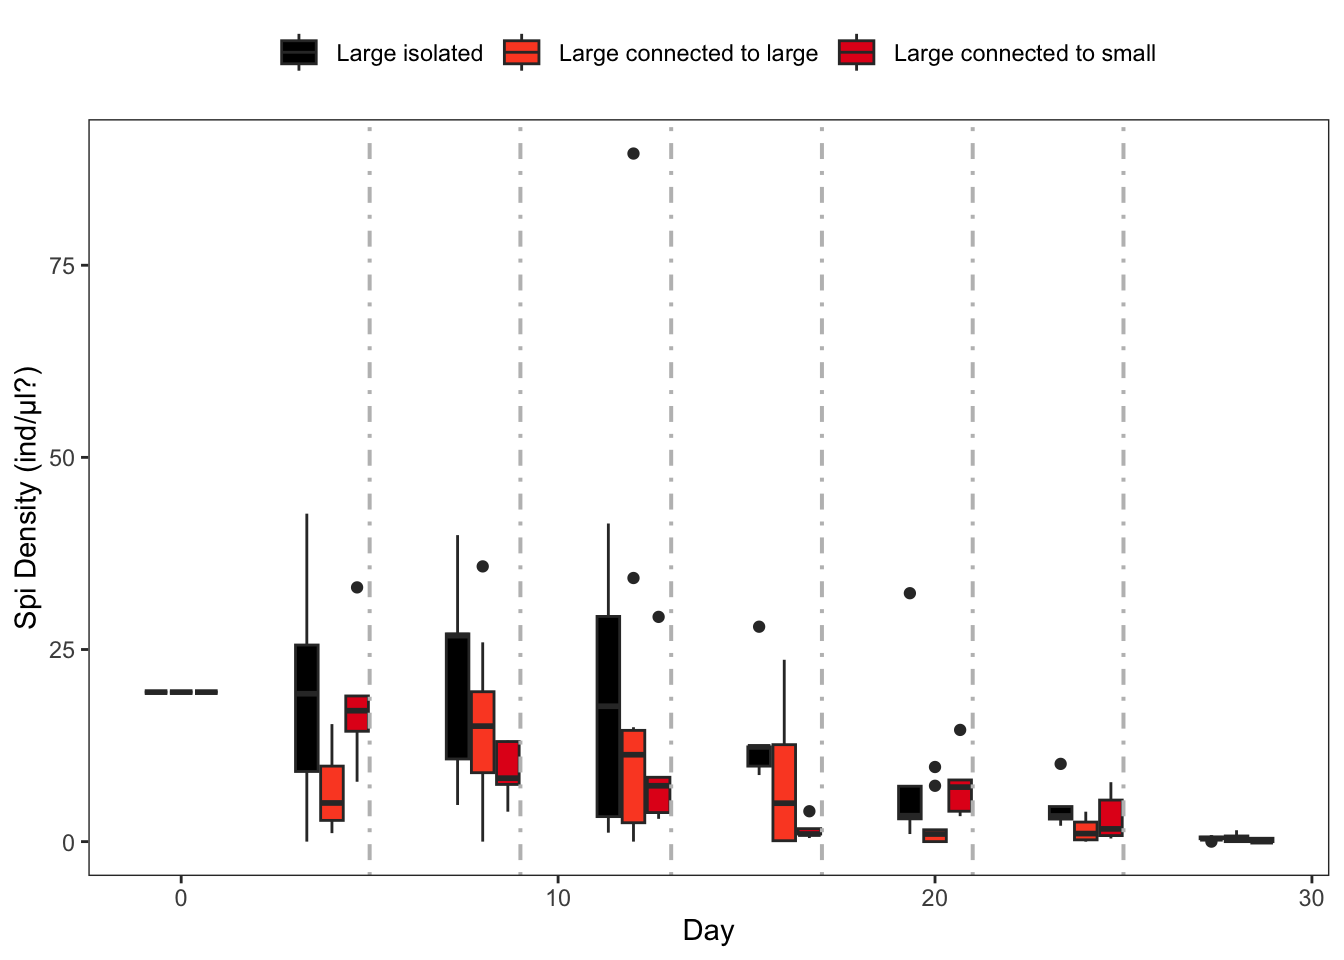 Large isolated Large connected to large Large connected to small
75
50
25
0
Spi Density (ind/µl?)
0 10 20 30
Day